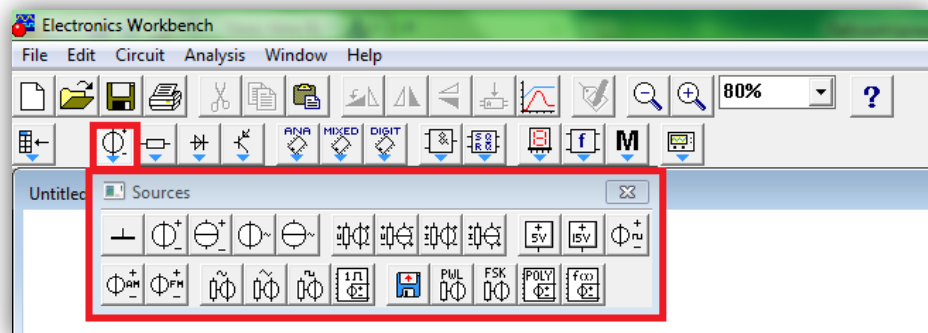 Electronics Workbench
File Edit Circuit Analysis Window Help
80% ?
ANA MIXED DIGIT & f M
Untitled Sources
5V 15V
AM FM PWL FSK POLY f(x)